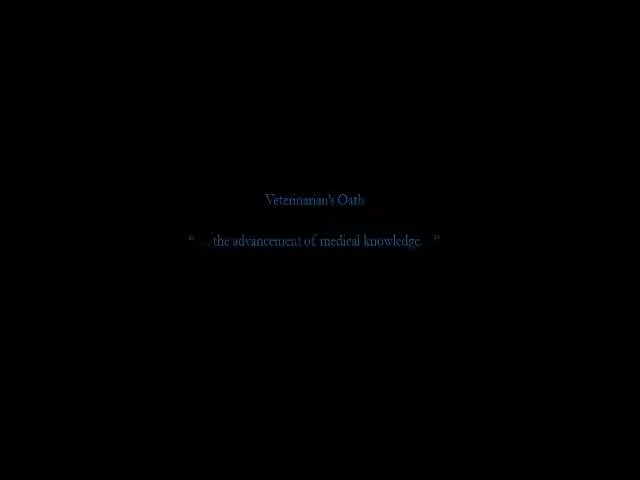 Veterinarian's Oath
“ ... the advancement of medical knowledge. ”